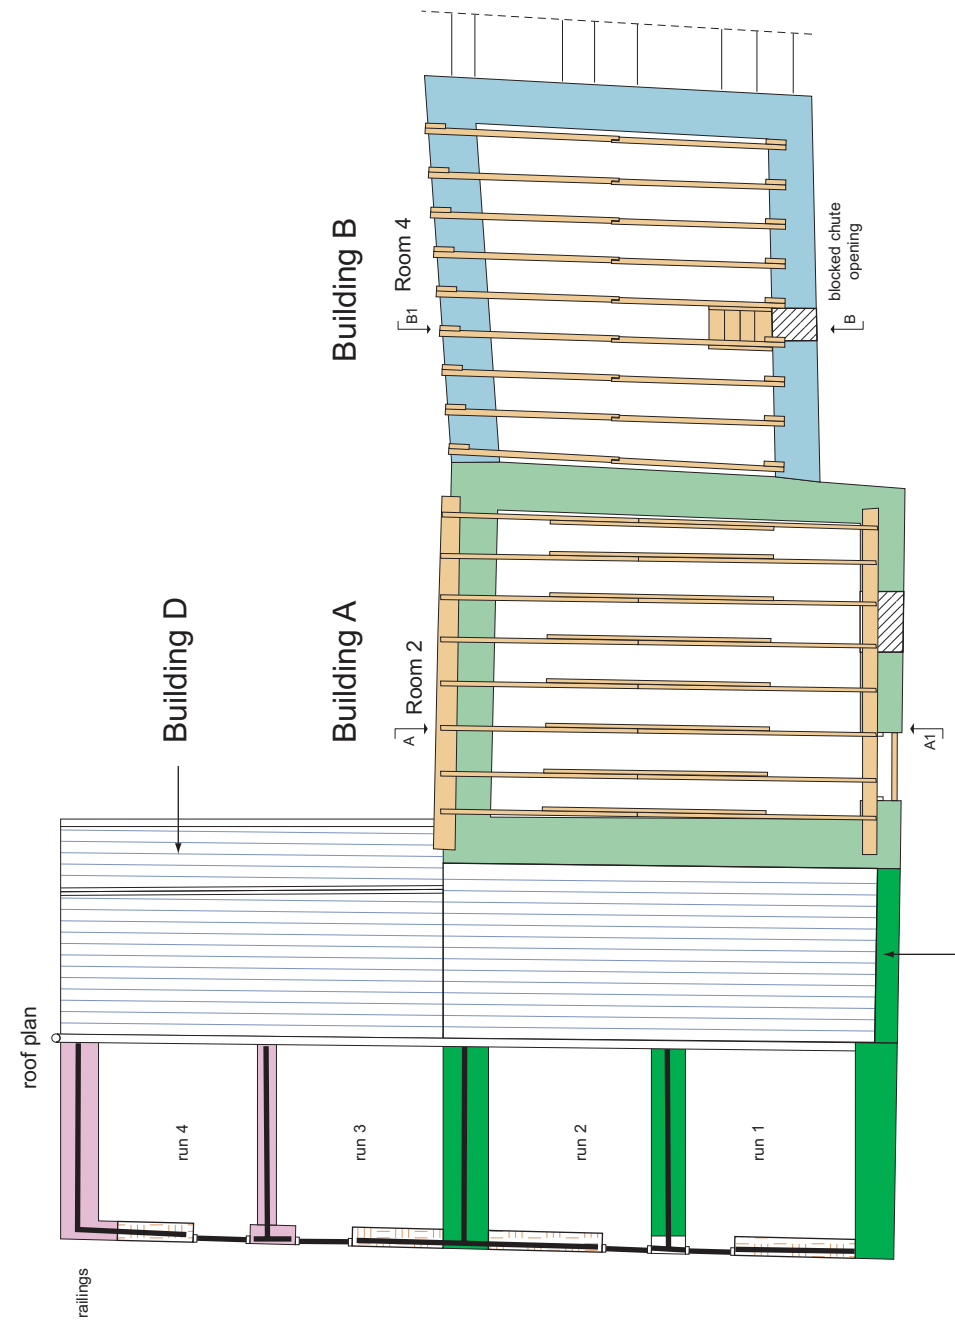 roof plan
Building D
Building A
Room 2
Building B
Room 4
A
A1
B1
B
blocked chute
opening
run 4
run 3
run 2
run 1
railings